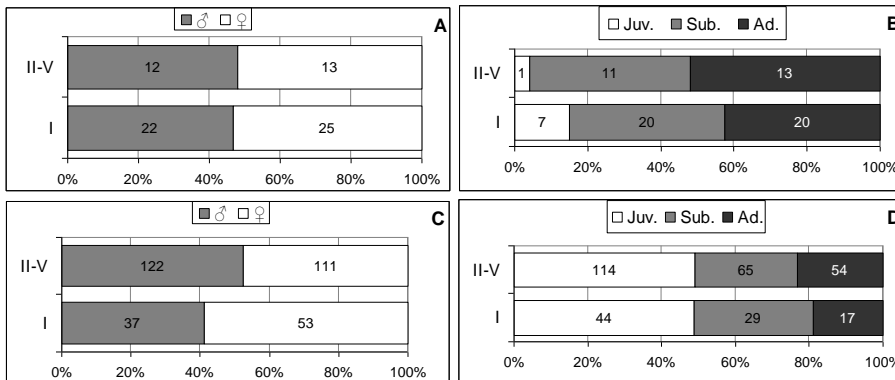 ♂ ♀ A
II-V 12 13
I 22 25
0% 20% 40% 60% 80% 100%
Juv. Sub. Ad. B
II-V 1 11 13
I 7 20 20
0% 20% 40% 60% 80% 100%
♂ ♀ C
II-V 122 111
I 37 53
0% 20% 40% 60% 80% 100%
Juv. Sub. Ad. D
II-V 114 65 54
I 44 29 17
0% 20% 40% 60% 80% 100%